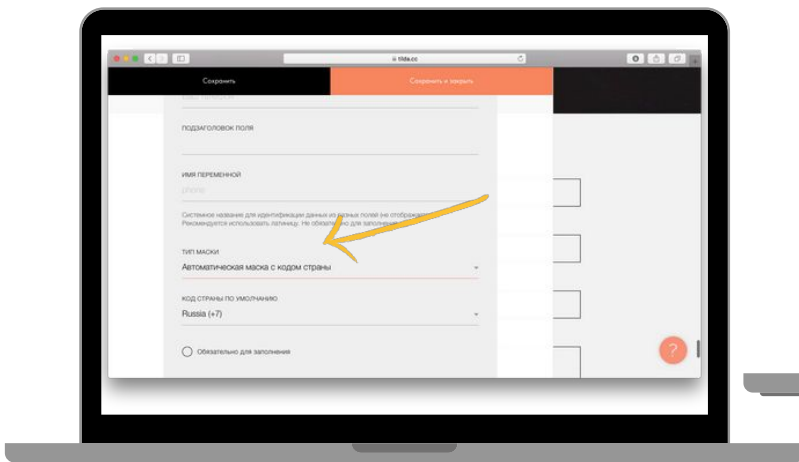 tilda.cc
Сохранить
Сохранить и закрыть
ПОДЗАГОЛОВОК ПОЛЯ
ИМЯ ПЕРЕМЕННОЙ
phone
Системное название для идентификации данных из разных полей (не отображается
Рекомендуется использовать латиницу. Не обязательно для заполнения
ТИП МАСКИ
Автоматическая маска с кодом страны
КОД СТРАНЫ ПО УМОЛЧАНИЮ
Russia (+7)
Обязательно для заполнения
?